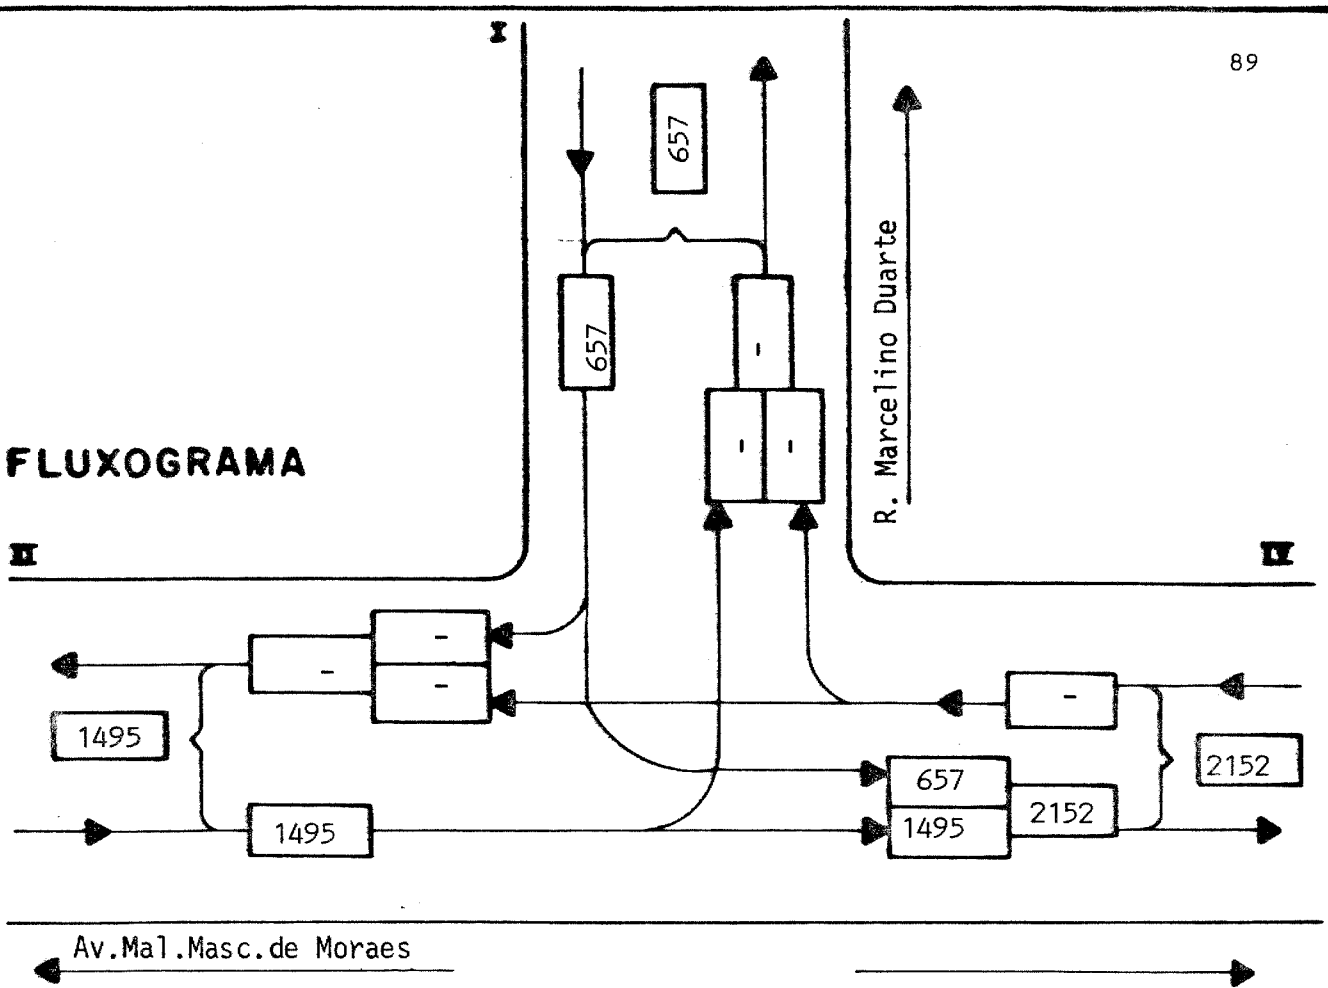 I
89
657
657
-
R. Marcelino Duarte
- -
FLUXOGRAMA
II
IV
-
-
-
-
1495
2152
657
1495
1495
2152
Av.Mal.Masc.de Moraes